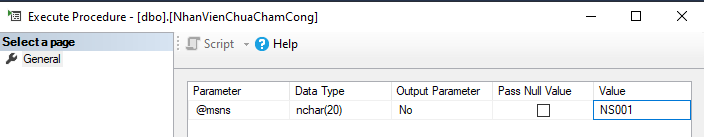 Execute Procedure - [dbo].[NhanVienChuaChamCong]
Select a page
General
Script Help
Parameter Data Type Output Parameter Pass Null Value Value
@msns nchar(20) No NS001